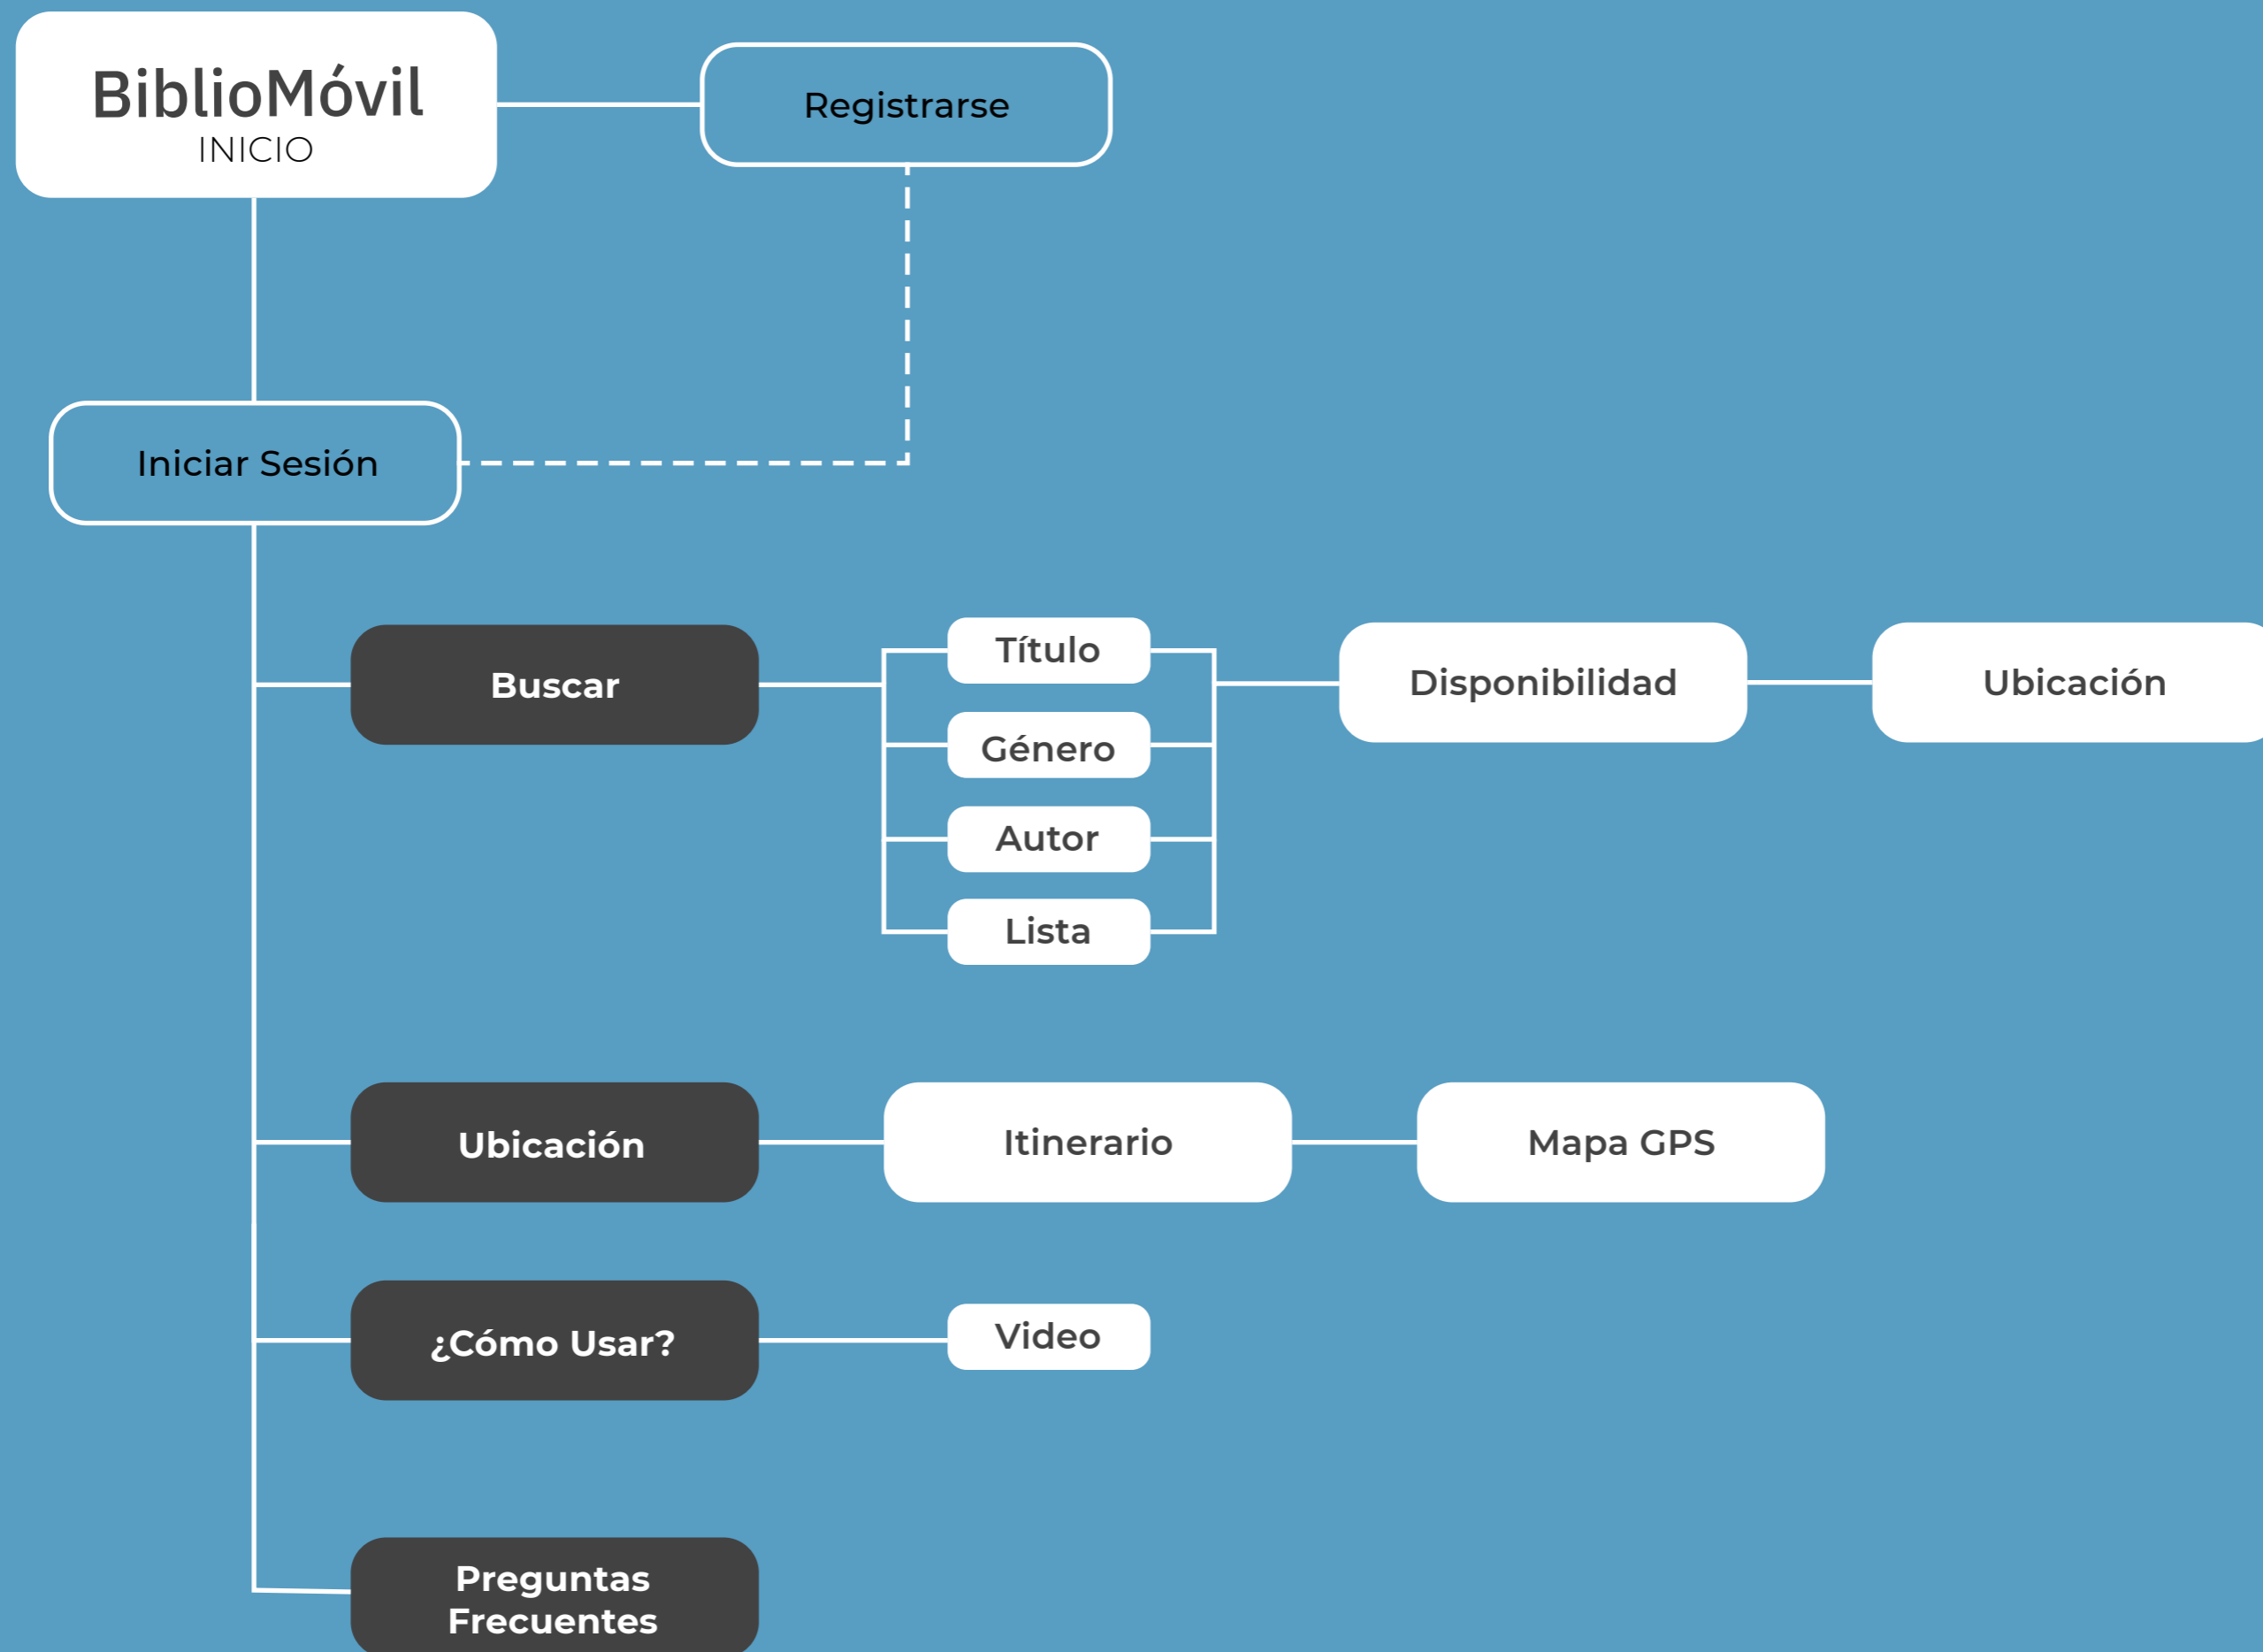 BiblioMóvil
INICIO
Registrarse
Iniciar Sesión
Buscar
Título
Género
Autor
Lista
Disponibilidad
Ubicación
Ubicación
Itinerario
Mapa GPS
¿Cómo Usar?
Video
Preguntas
Frecuentes